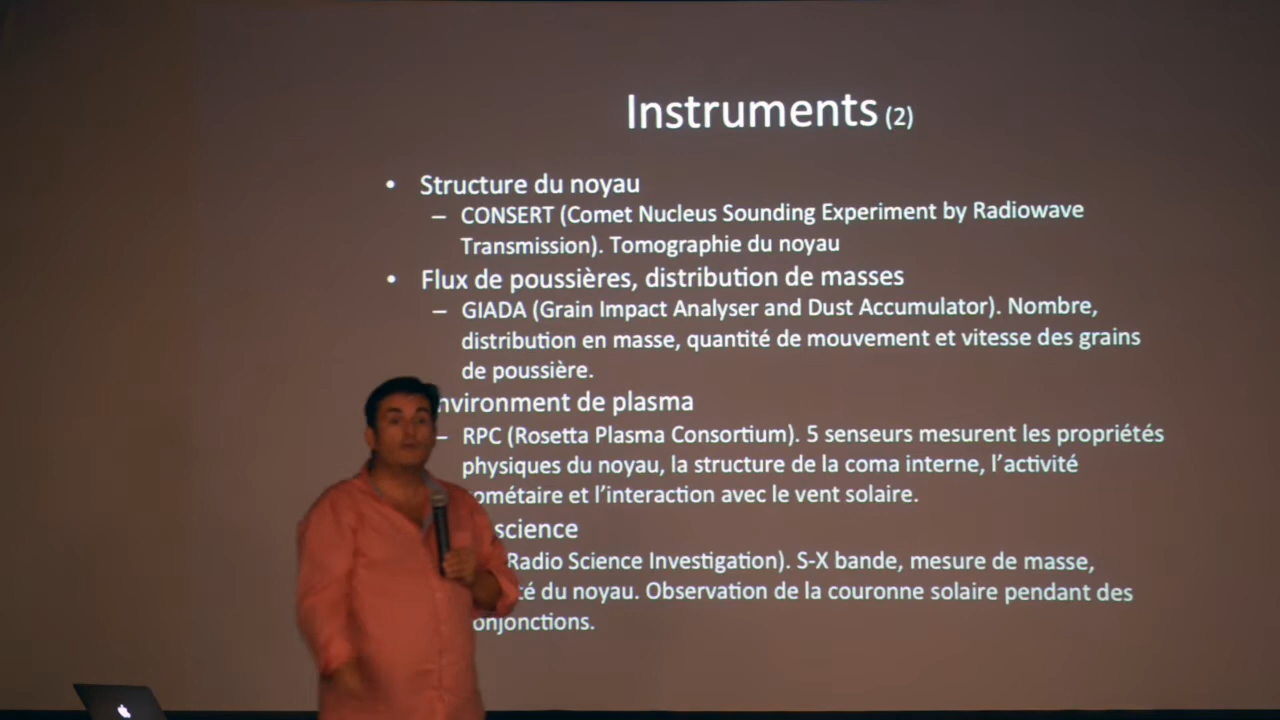 Instruments (2)
• Structure du noyau
– CONSERT (Comet Nucleus Sounding Experiment by Radiowave
Transmission). Tomographie du noyau
• Flux de poussières, distribution de masses
– GIADA (Grain Impact Analyser and Dust Accumulator). Nombre,
distribution en masse, quantité de mouvement et vitesse des grains
de poussière.
nvironment de plasma
– RPC (Rosetta Plasma Consortium). 5 senseurs mesurent les propriétés
physiques du noyau, la structure de la coma interne, l’activité
ométaire et l’interaction avec le vent solaire.
science
Radio Science Investigation). S-X bande, mesure de masse,
té du noyau. Observation de la couronne solaire pendant des
onjonctions.